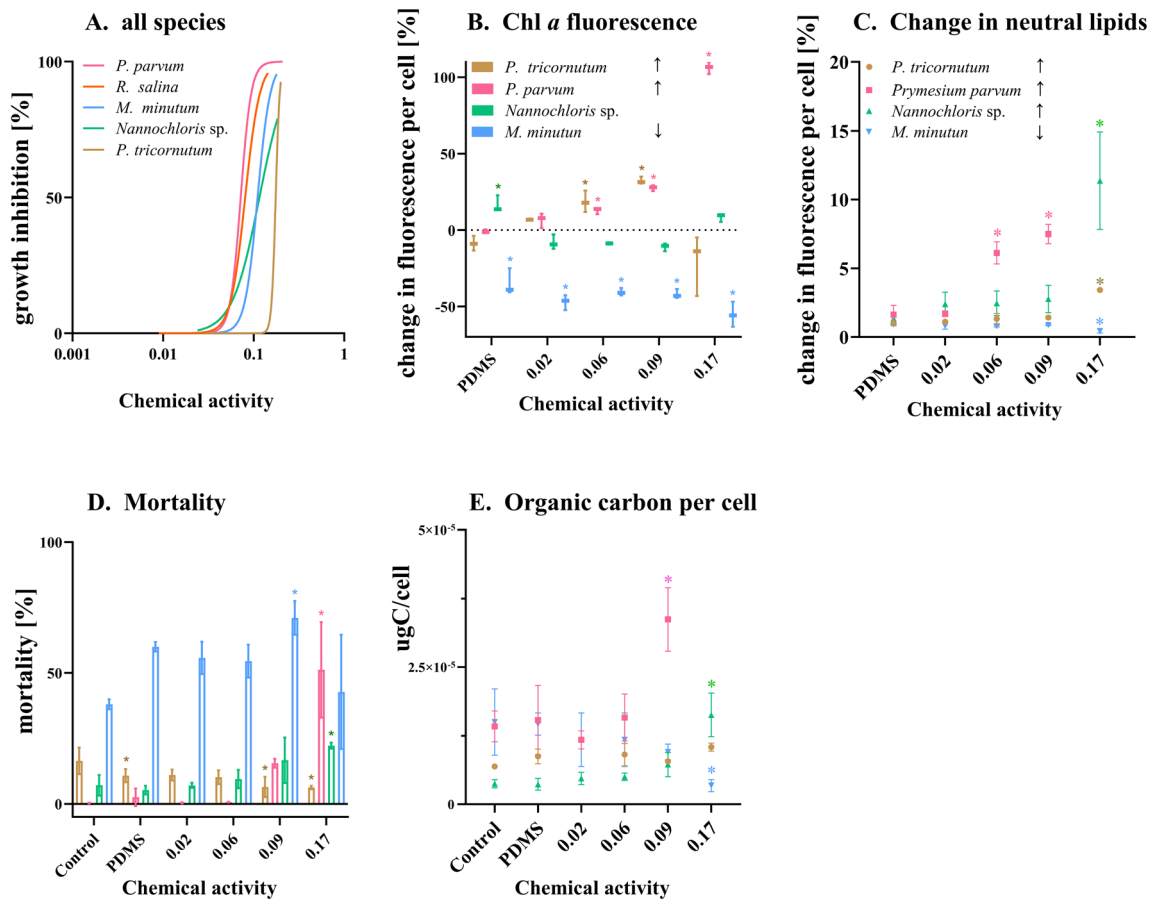 A. all species
growth inhibition [%]
100
50
0
0.001
0.01
0.1
1
P. parvum
R. salina
M. minutum
Nannochloris sp.
P. tricornutum
Chemical activity
B. Chl a fluorescence
change in fluorescence per cell [%]
100
50
0
-50
P. tricornutum ↑
P. parvum ↑
Nannochloris sp.
M. minutun ↓
*
*
*
*
*
*
*
*
*
*
*
PDMS
0.02
0.06
0.09
0.17
Chemical activity
C. Change in neutral lipids
change in fluorescence per cell [%]
20
15
10
5
0
P. tricornutum ↑
Prymesium parvum ↑
Nannochloris sp. ↑
M. minutun ↓
*
*
*
*
*
PDMS
0.02
0.06
0.09
0.17
Chemical activity
D. Mortality
mortality [%]
100
50
0
*
*
*
*
*
*
Control
PDMS
0.02
0.06
0.09
0.17
Chemical activity
E. Organic carbon per cell
ugC/cell
5×10⁻⁵
2.5×10⁻⁵
0
*
*
*
Control
PDMS
0.02
0.06
0.09
0.17
Chemical activity